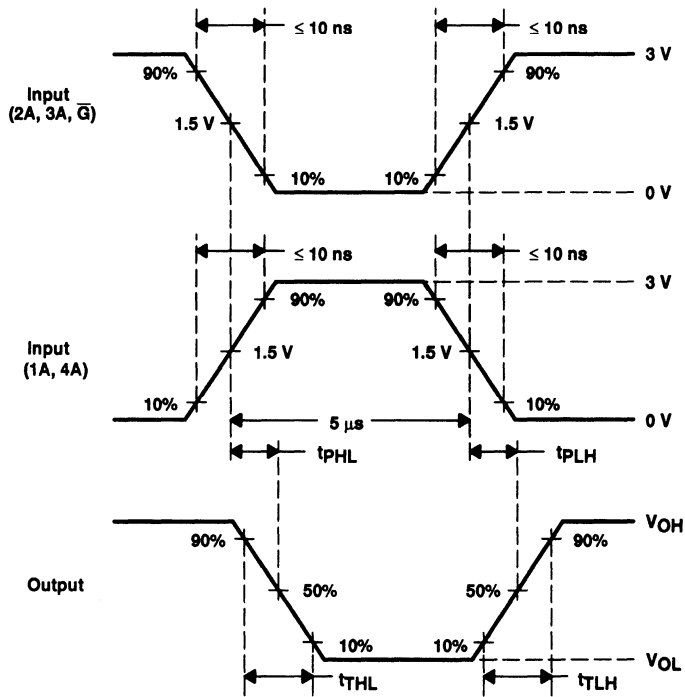 ≤ 10 ns ≤ 10 ns
3 V
90% 90%
Input
(2A, 3A, G̅)
1.5 V 1.5 V
10% 10%
0 V
≤ 10 ns ≤ 10 ns
3 V
90% 90%
Input
(1A, 4A)
1.5 V 1.5 V
10% 10%
5 μs
0 V
tPHL tPLH
VOH
90% 90%
Output
50% 50%
10% 10%
VOL
tTHL tTLH